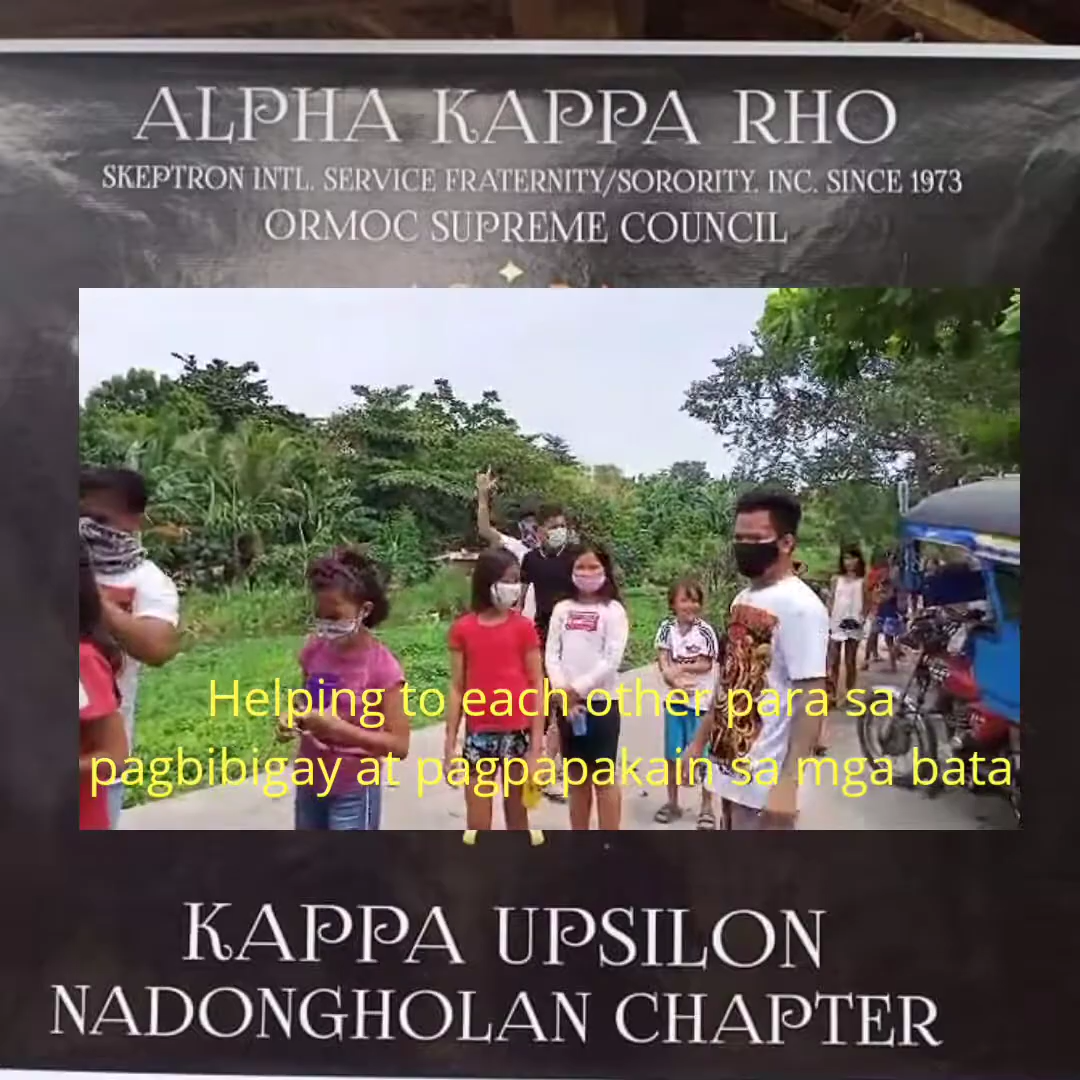 ALPHA KAPPA RHO
SKEPTRON INTL. SERVICE FRATERNITY/SORORITY. INC. SINCE 1973
ORMOC SUPREME COUNCIL
Helping to each other para sa
pagbibigay at pagpapakain sa mga bata
KAPPA UPSILON
NADONGHOLAN CHAPTER